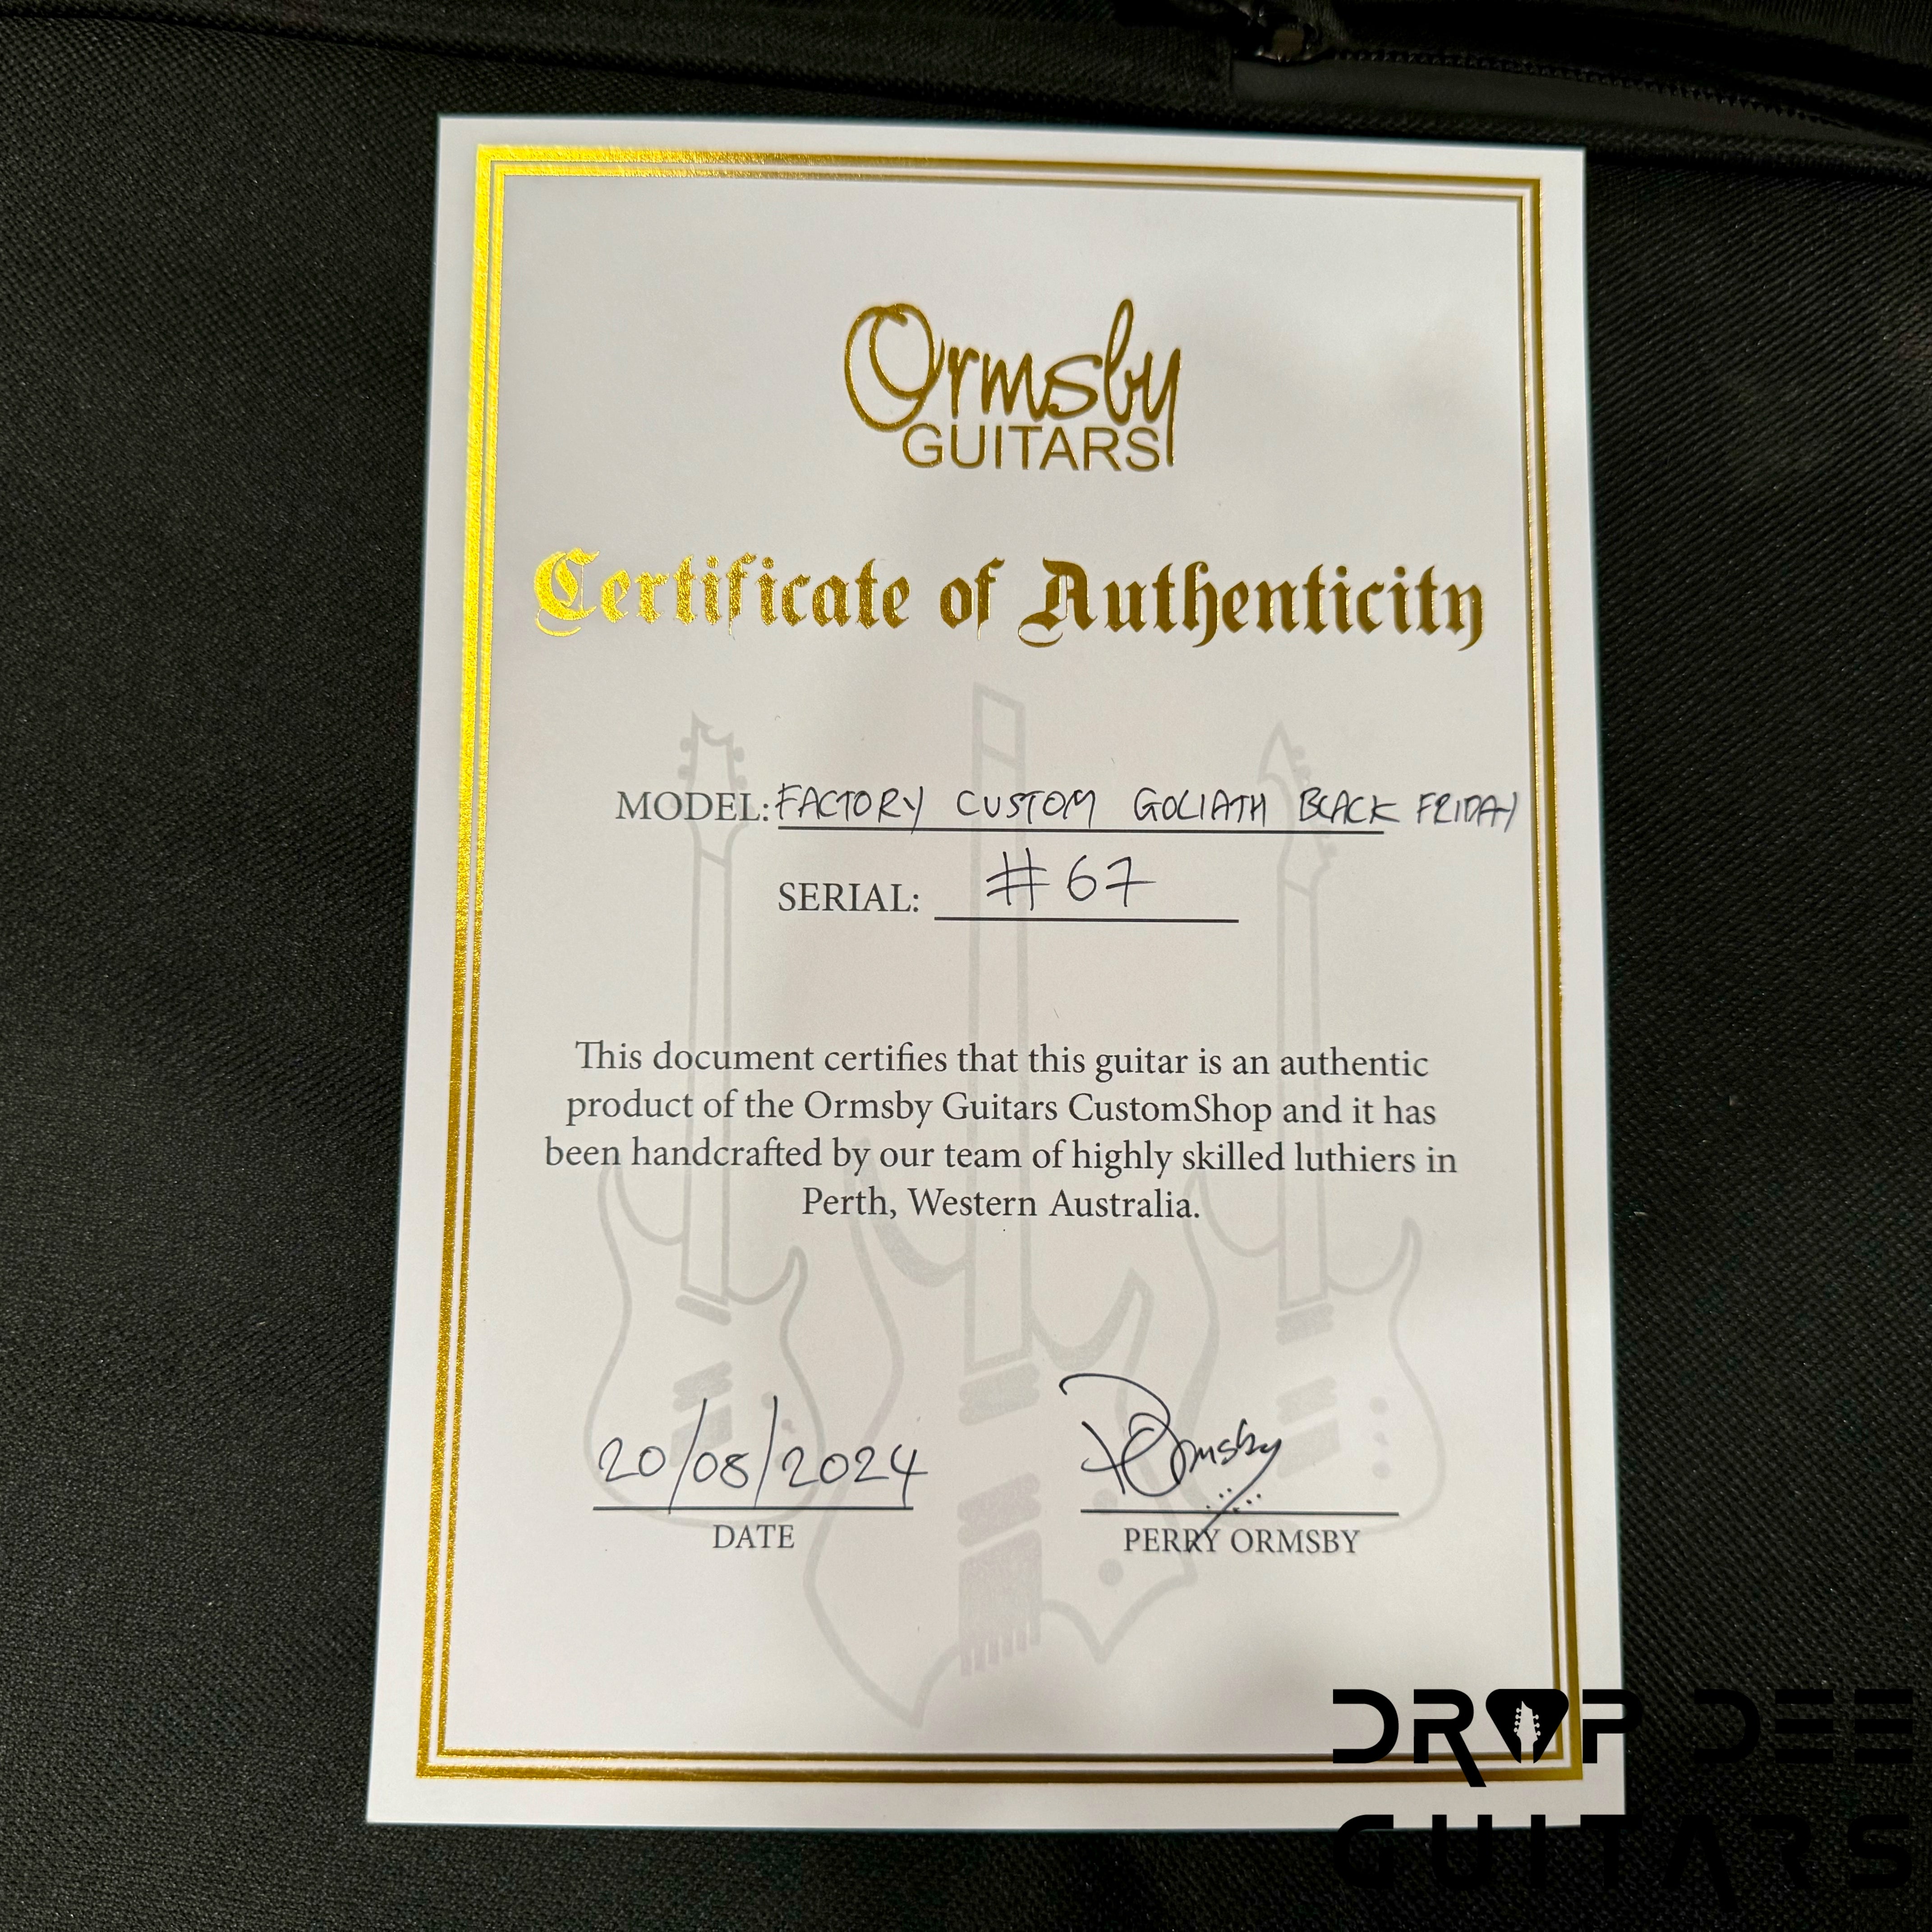 Ormsby
GUITARS
Certificate of Authenticity
MODEL: FACTORY CUSTOM GOLIATH BLACK FRIDAY
SERIAL: #67
This document certifies that this guitar is an authentic
product of the Ormsby Guitars CustomShop and it has
been handcrafted by our team of highly skilled luthiers in
Perth, Western Australia.
20/08/2024 POrmsby
DATE PERRY ORMSBY
DROP DEE
GUITARS